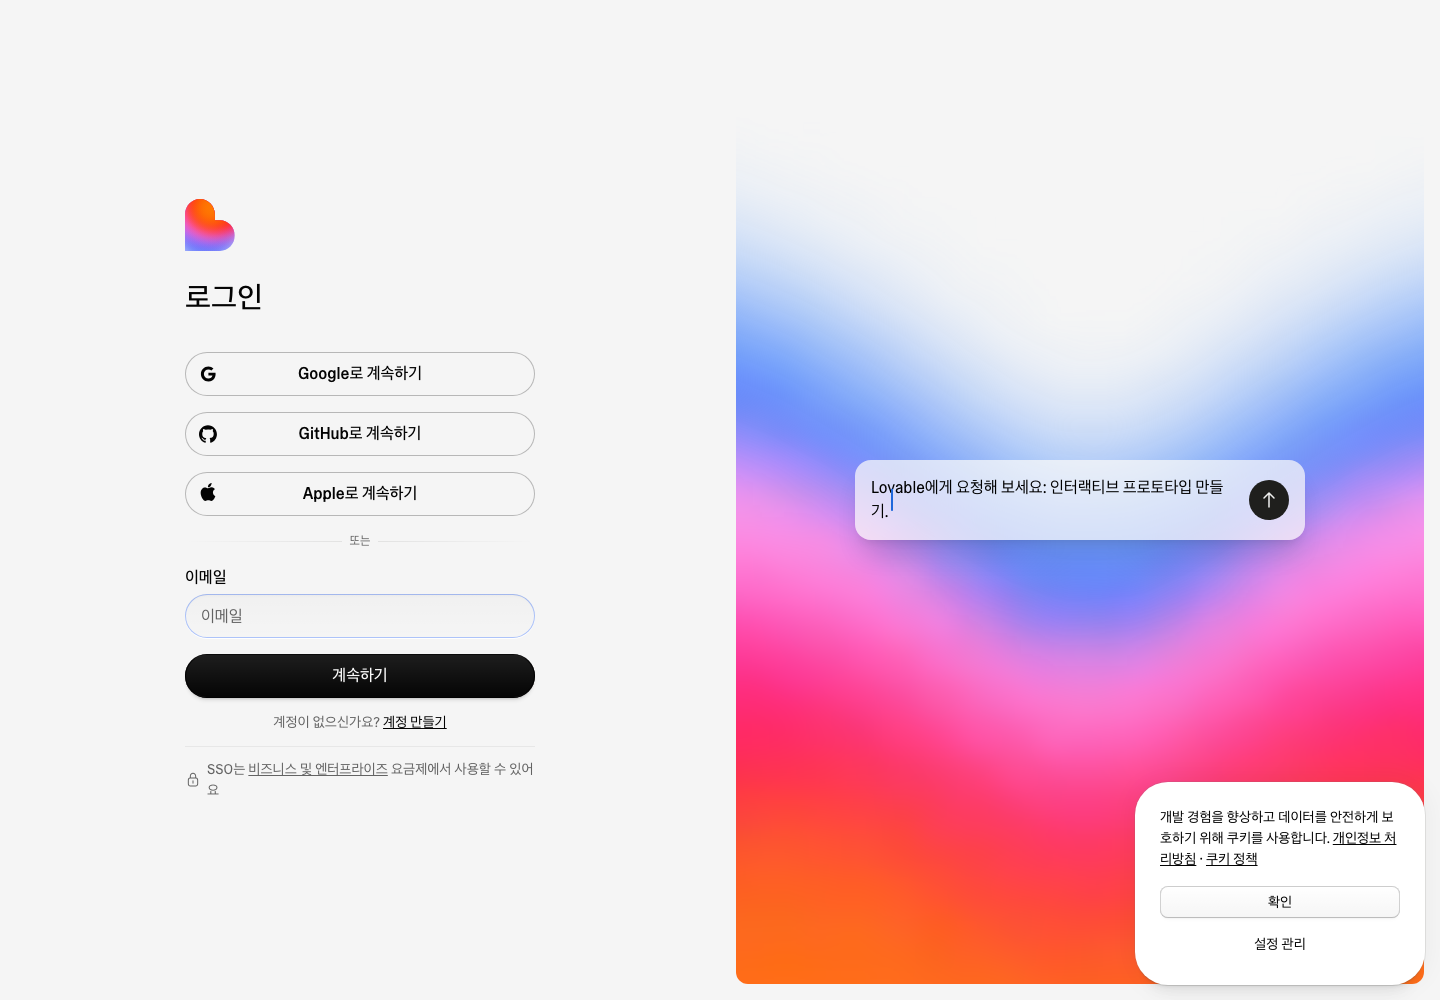 로그인
Google로 계속하기
GitHub로 계속하기
Apple로 계속하기
또는
이메일
이메일
계속하기
계정이 없으신가요? 계정 만들기
SSO는 비즈니스 및 엔터프라이즈 요금제에서 사용할 수 있어
요
Lovable에게 요청해 보세요: 인터랙티브 프로토타입 만들
기.
개발 경험을 향상하고 데이터를 안전하게 보
호하기 위해 쿠키를 사용합니다. 개인정보 처
리방침 · 쿠키 정책
확인
설정 관리